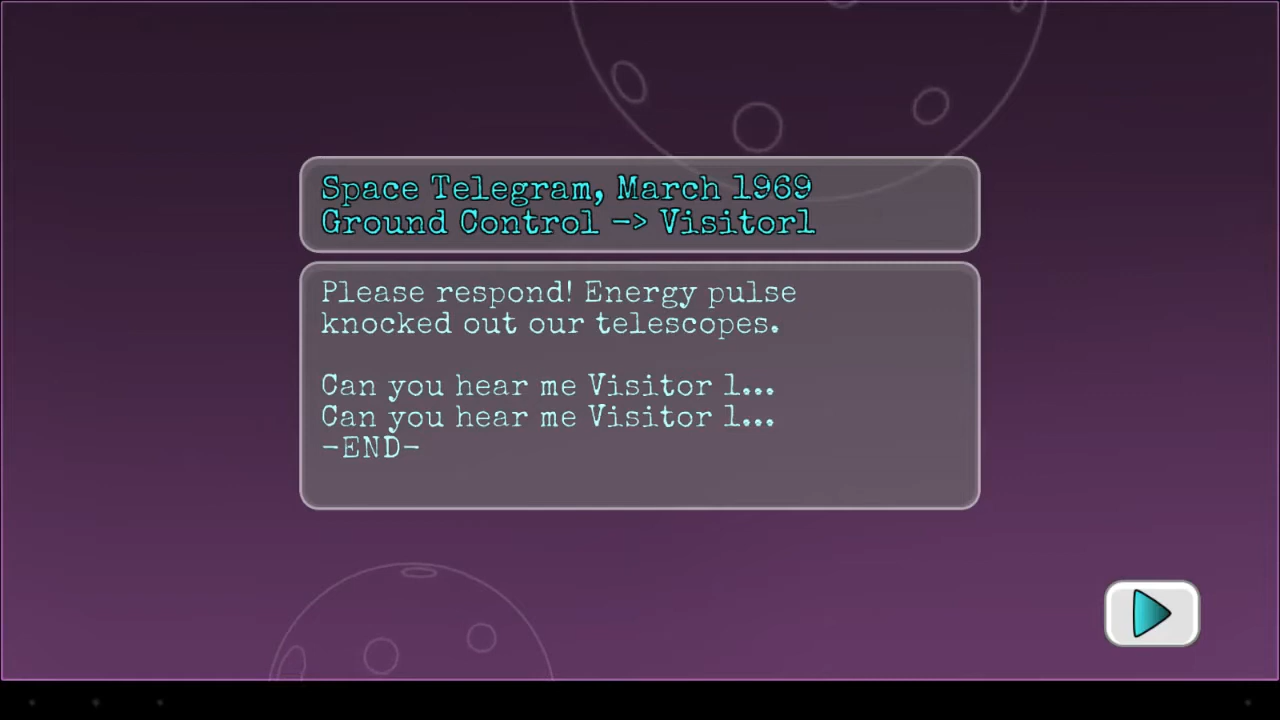 Space Telegram, March 1969
Ground Control -> Visitor1
Please respond! Energy pulse
knocked out our telescopes.
Can you hear me Visitor 1...
Can you hear me Visitor 1...
-END-